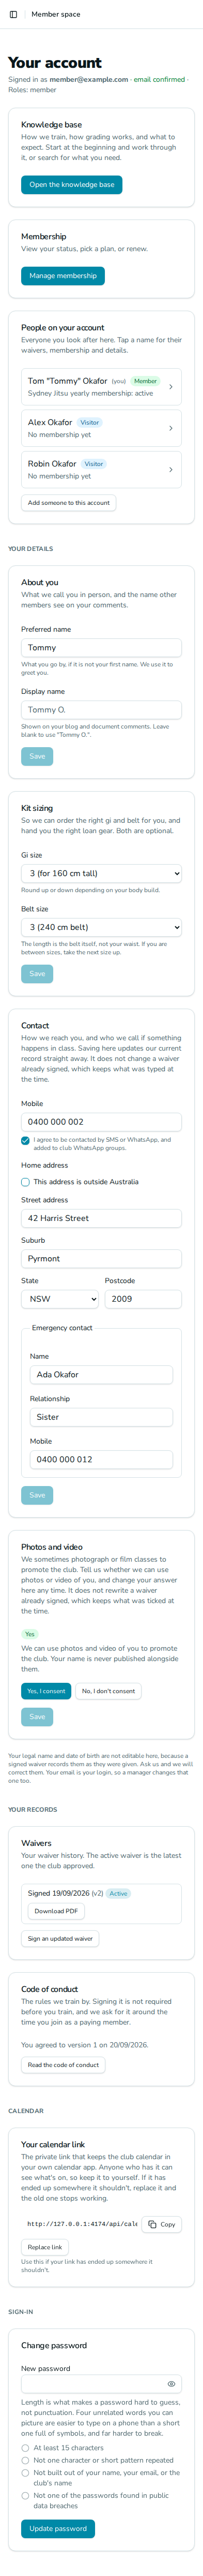 Member space
Your account
Signed in as member@example.com · email confirmed ·
Roles: member
Knowledge base
How we train, how grading works, and what to
expect. Start at the beginning and work through
it, or search for what you need.
Open the knowledge base
Membership
View your status, pick a plan, or renew.
Manage membership
People on your account
Everyone you look after here. Tap a name for their
waivers, membership and details.
Tom "Tommy" Okafor (you) Member
Sydney Jitsu yearly membership: active
Alex Okafor Visitor
No membership yet
Robin Okafor Visitor
No membership yet
Add someone to this account
YOUR DETAILS
About you
What we call you in person, and the name other
members see on your comments.
Preferred name
Tommy
What you go by, if it is not your first name. We use it to
greet you.
Display name
Tommy O.
Shown on your blog and document comments. Leave
blank to use "Tommy O.".
Save
Kit sizing
So we can order the right gi and belt for you, and
hand you the right loan gear. Both are optional.
Gi size
3 (for 160 cm tall)
Round up or down depending on your body build.
Belt size
3 (240 cm belt)
The length is the belt itself, not your waist. If you are
between sizes, take the next size up.
Save
Contact
How we reach you, and who we call if something
happens in class. Saving here updates our current
record straight away. It does not change a waiver
already signed, which keeps what was typed at
the time.
Mobile
0400 000 002
I agree to be contacted by SMS or WhatsApp, and
added to club WhatsApp groups.
Home address
This address is outside Australia
Street address
42 Harris Street
Suburb
Pyrmont
State Postcode
NSW 2009
Emergency contact
Name
Ada Okafor
Relationship
Sister
Mobile
0400 000 012
Save
Photos and video
We sometimes photograph or film classes to
promote the club. Tell us whether we can use
photos or video of you, and change your answer
here any time. It does not rewrite a waiver
already signed, which keeps what was ticked at
the time.
Yes
We can use photos and video of you to promote
the club. Your name is never published alongside
them.
Yes, I consent No, I don't consent
Save
Your legal name and date of birth are not editable here, because a
signed waiver records them as they were given. Ask us and we will
correct them. Your email is your login, so a manager changes that
one too.
YOUR RECORDS
Waivers
Your waiver history. The active waiver is the latest
one the club approved.
Signed 19/09/2026 (v2) Active
Download PDF
Sign an updated waiver
Code of conduct
The rules we train by. Signing it is not required
before you train, and we ask for it around the
time you join as a paying member.
You agreed to version 1 on 20/09/2026.
Read the code of conduct
CALENDAR
Your calendar link
The private link that keeps the club calendar in
your own calendar app. Anyone who has it can
see what's on, so keep it to yourself. If it has
ended up somewhere it shouldn't, replace it and
the old one stops working.
http://127.0.0.1:4174/api/cale Copy
Replace link
Use this if your link has ended up somewhere it
shouldn't.
SIGN-IN
Change password
New password
Length is what makes a password hard to guess,
not punctuation. Four unrelated words you can
picture are easier to type on a phone than a short
one full of symbols, and far harder to break.
At least 15 characters
Not one character or short pattern repeated
Not built out of your name, your email, or the
club's name
Not one of the passwords found in public
data breaches
Update password